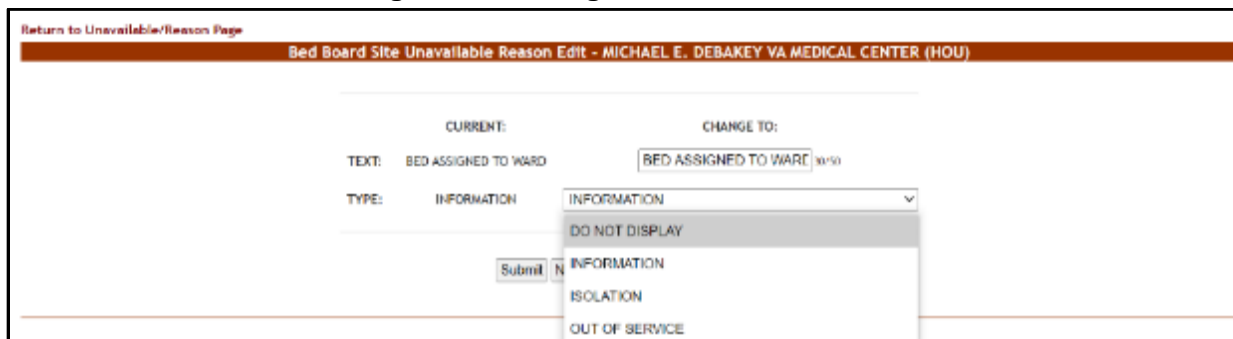 Return to Unavailable/Reason Page
Bed Board Site Unavailable Reason Edit - MICHAEL E. DEBAKEY VA MEDICAL CENTER (HOU)
CURRENT: CHANGE TO:
TEXT: BED ASSIGNED TO WARD BED ASSIGNED TO WARD
TYPE: INFORMATION INFORMATION
DO NOT DISPLAY
Submit N INFORMATION
ISOLATION
OUT OF SERVICE